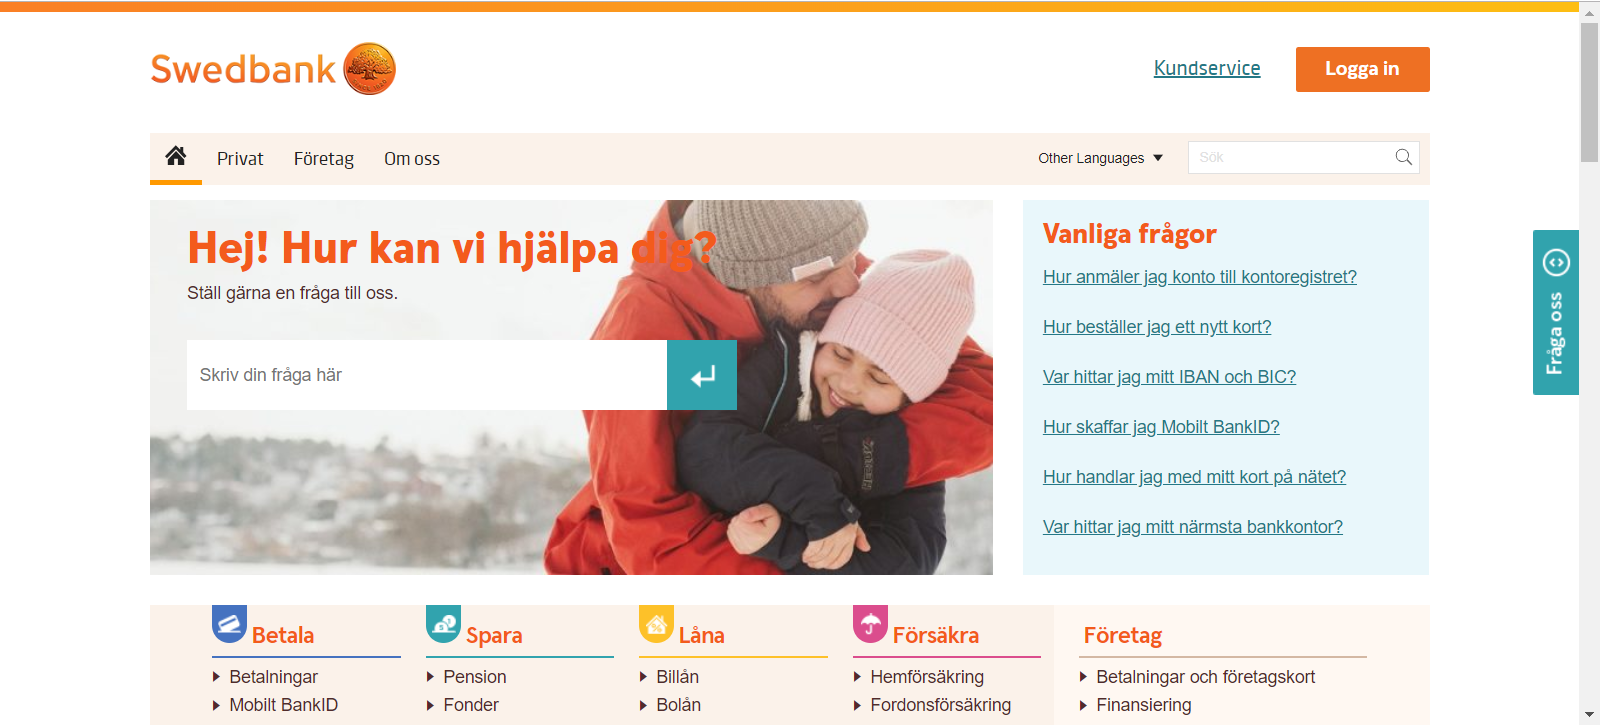 Swedbank
Kundservice
Logga in
Privat
Företag
Om oss
Other Languages
Sök
Hej! Hur kan vi hjälpa dig?
Ställ gärna en fråga till oss.
Skriv din fråga här
Vanliga frågor
Hur anmäler jag konto till kontoregistret?
Hur beställer jag ett nytt kort?
Var hittar jag mitt IBAN och BIC?
Hur skaffar jag Mobilt BankID?
Hur handlar jag med mitt kort på nätet?
Var hittar jag mitt närmsta bankkontor?
Fråga oss
Betala
Betalningar
Mobilt BankID
Spara
Pension
Fonder
Låna
Billån
Bolån
Försäkra
Hemförsäkring
Fordonsförsäkring
Företag
Betalningar och företagskort
Finansiering